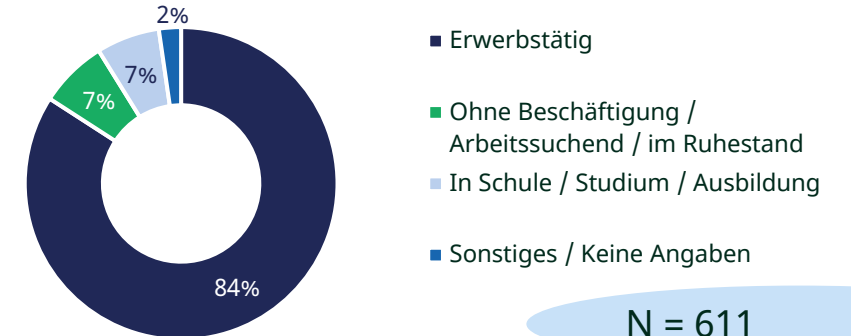 2%
7%
7%
84%
Erwerbstätig
Ohne Beschäftigung /
Arbeitssuchend / im Ruhestand
In Schule / Studium / Ausbildung
Sonstiges / Keine Angaben
N = 611